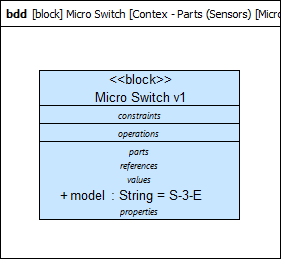 bdd [block] Micro Switch [Contex - Parts (Sensors) [Micro
<<block>>
Micro Switch v1
constraints
operations
parts
references
values
+ model : String = S-3-E
properties